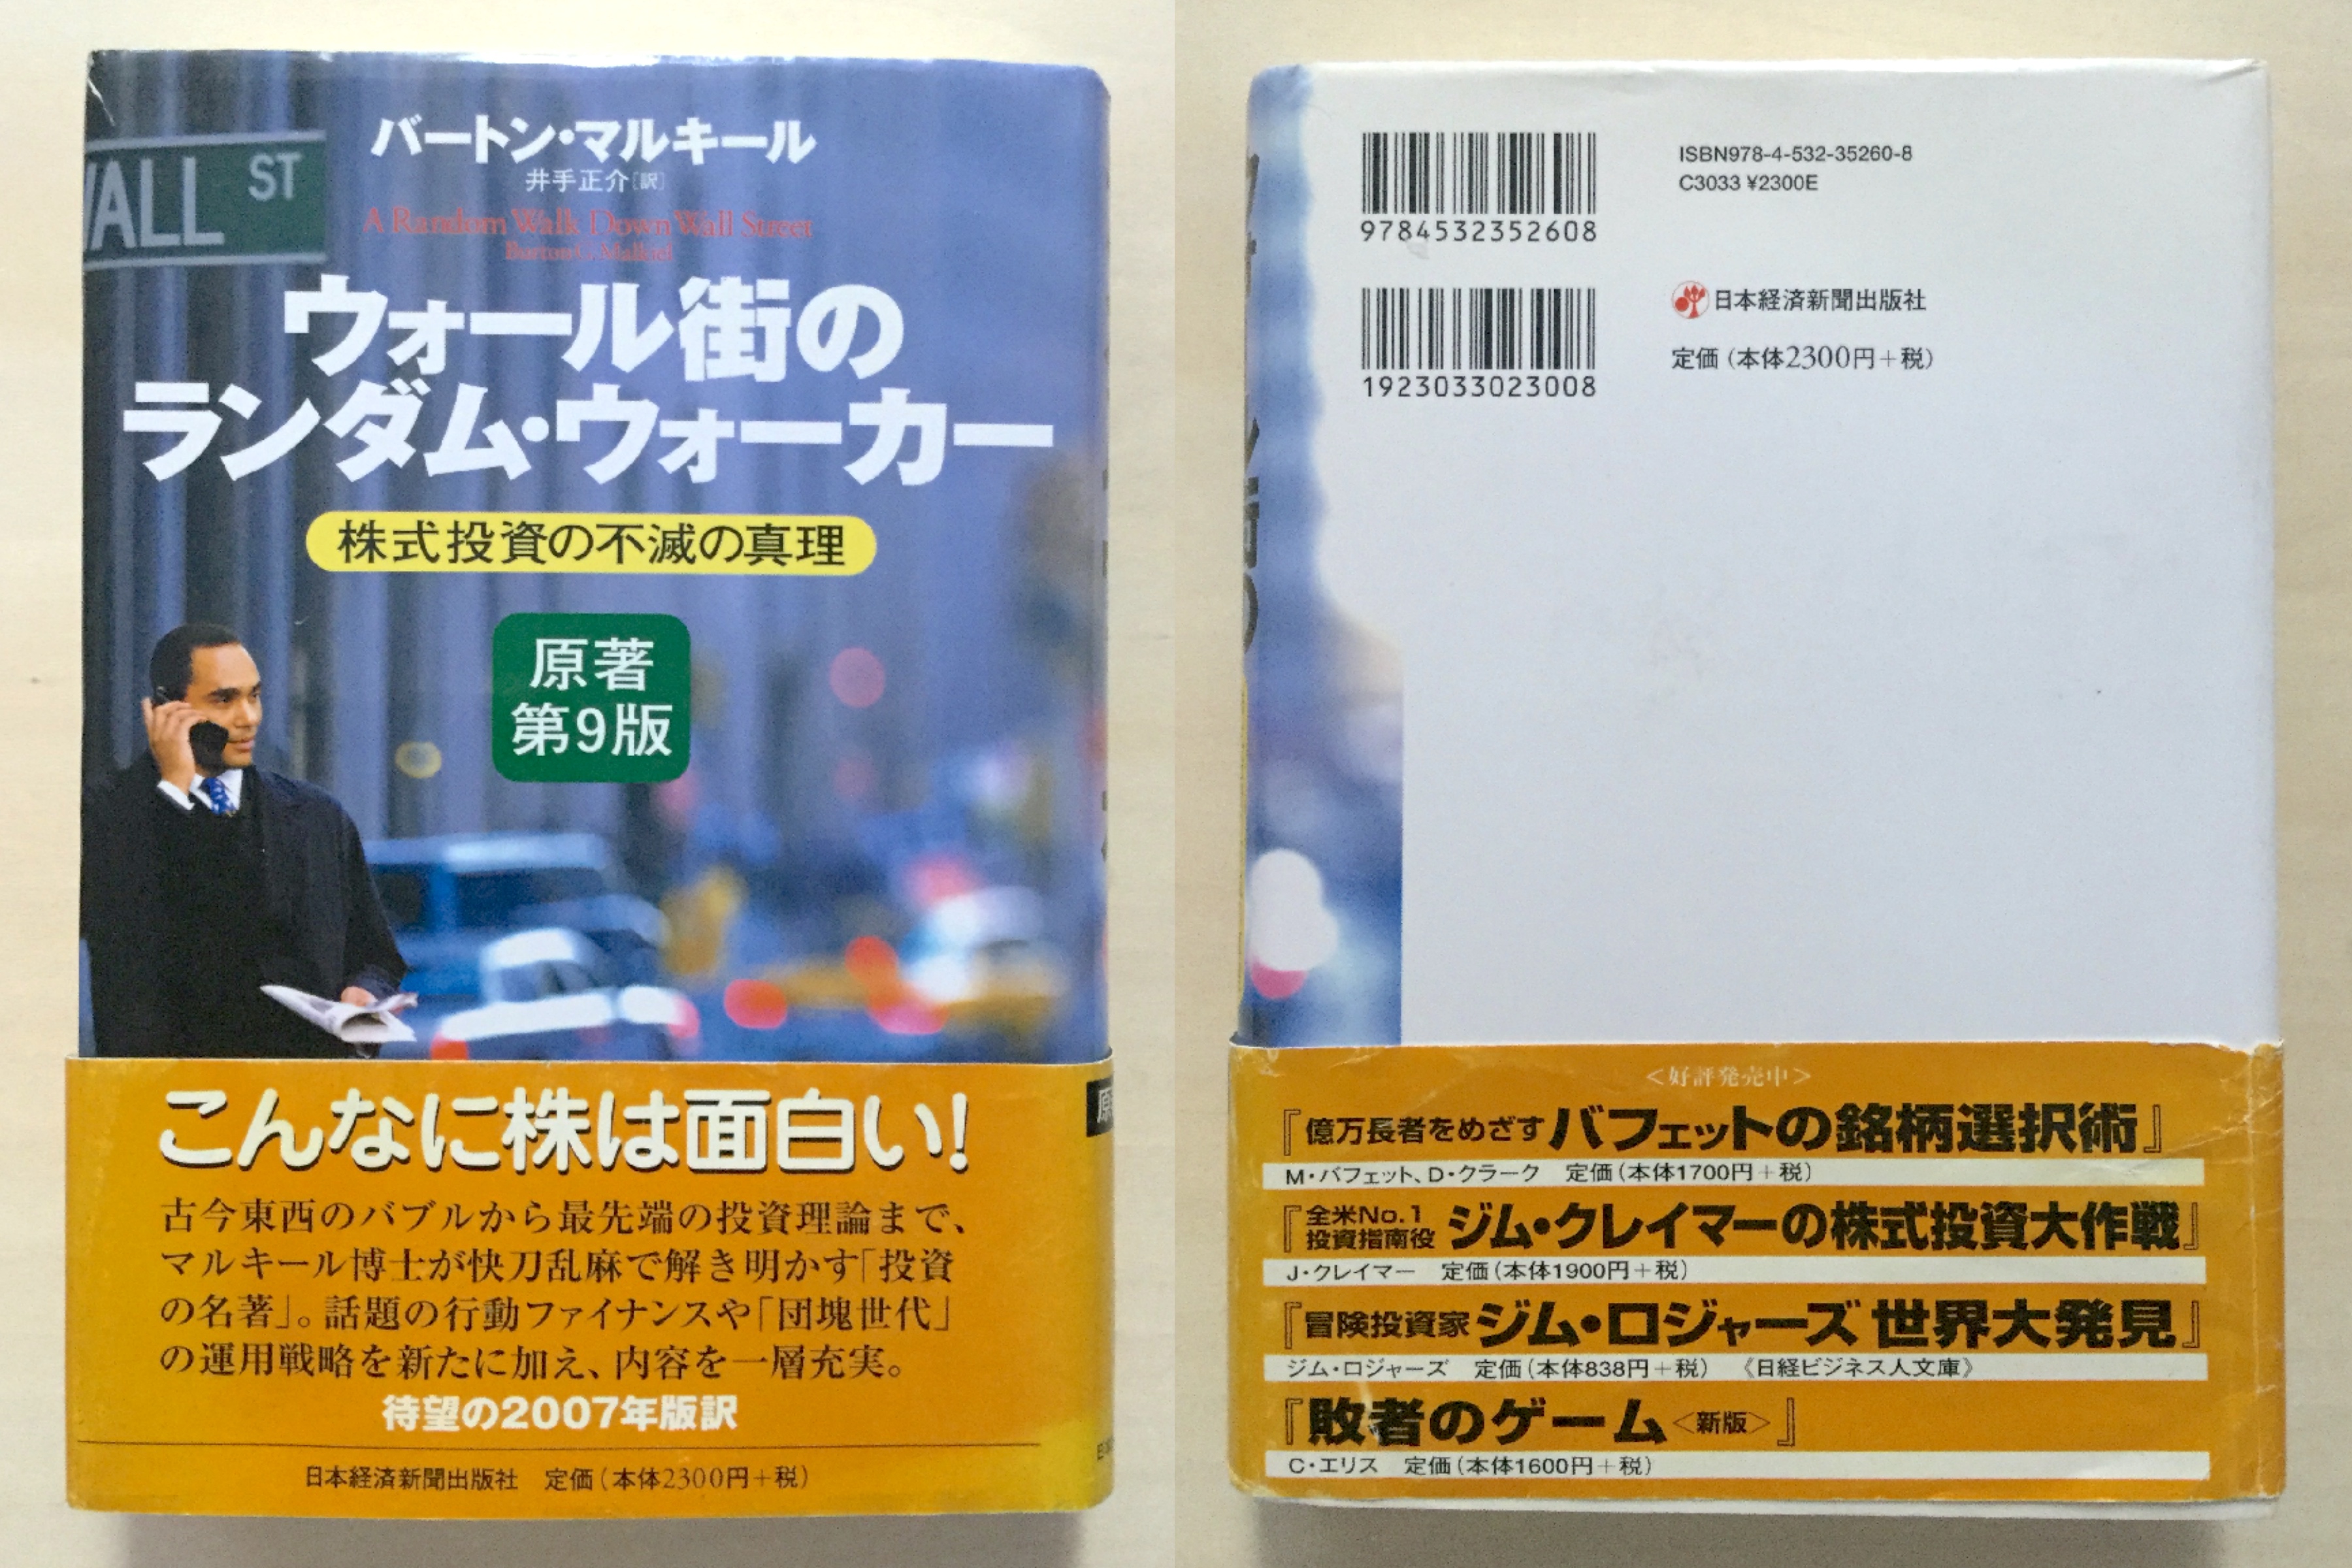 WALL ST
バートン・マルキール
井手正介[訳]
A Random Walk Down Wall Street
Burton G. Malkiel
ウォール街の
ランダム・ウォーカー
株式投資の不滅の真理
原著
第9版
こんなに株は面白い!
古今東西のバブルから最先端の投資理論まで、
マルキール博士が快刀乱麻で解き明かす「投資
の名著」。話題の行動ファイナンスや「団塊世代」
の運用戦略を新たに加え、内容を一層充実。
待望の2007年版訳
日本経済新聞出版社 定価(本体2300円+税)
ISBN978-4-532-35260-8
C3033 ¥2300E
9784532352608
日本経済新聞出版社
定価(本体2300円+税)
1923033023008
<好評発売中>
『億万長者をめざすバフェットの銘柄選択術』
M・バフェット、D・クラーク 定価(本体1700円+税)
『全米No.1投資指南役 ジム・クレイマーの株式投資大作戦』
J・クレイマー 定価(本体1900円+税)
『冒険投資家 ジム・ロジャーズ 世界大発見』
ジム・ロジャーズ 定価(本体838円+税) 《日経ビジネス人文庫》
『敗者のゲーム<新版>』
C・エリス 定価(本体1600円+税)